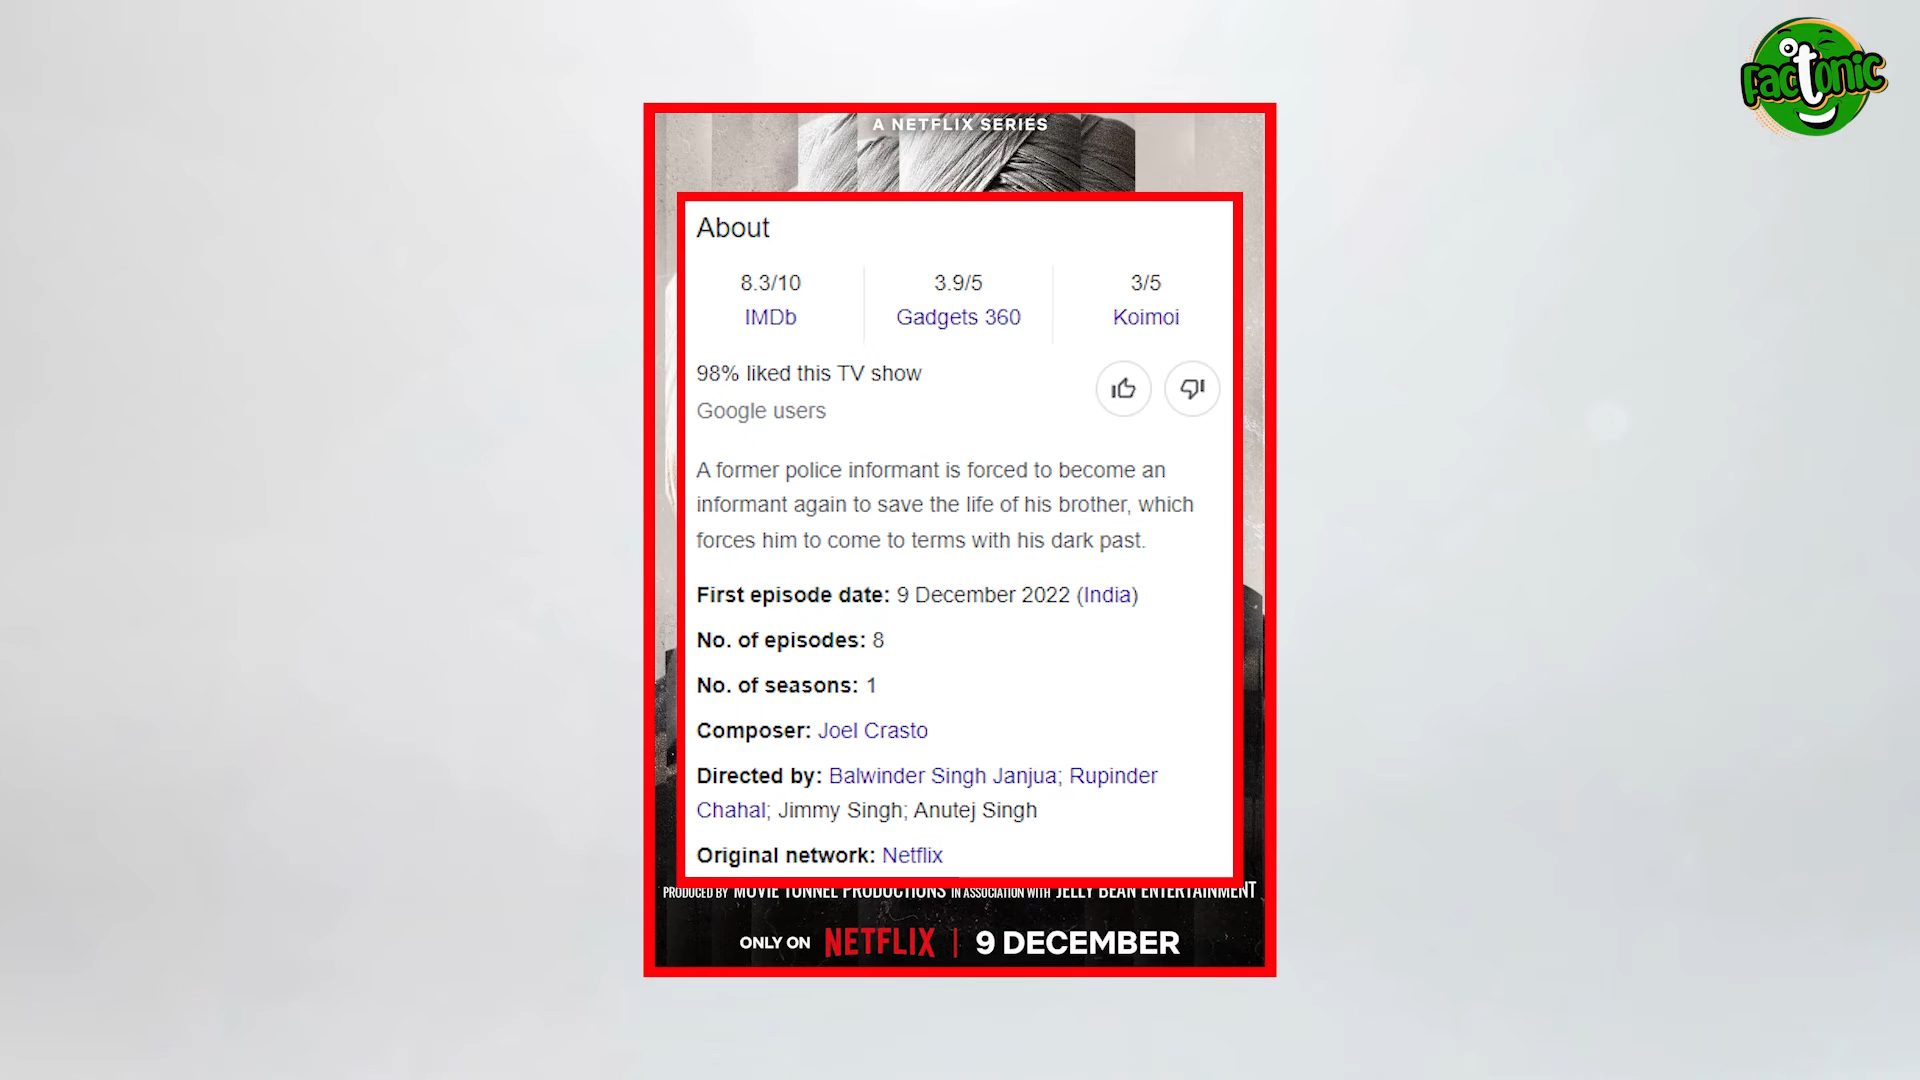 Factonic
A NETFLIX SERIES
About
8.3/10
IMDb
3.9/5
Gadgets 360
3/5
Koimoi
98% liked this TV show
Google users
A former police informant is forced to become an
informant again to save the life of his brother, which
forces him to come to terms with his dark past.
First episode date: 9 December 2022 (India)
No. of episodes: 8
No. of seasons: 1
Composer: Joel Crasto
Directed by: Balwinder Singh Janjua; Rupinder
Chahal; Jimmy Singh; Anutej Singh
Original network: Netflix
PRODUCED BY MOVIE TUNNEL PRODUCTIONS IN ASSOCIATION WITH JELLY BEAN ENTERTAINMENT
ONLY ON NETFLIX | 9 DECEMBER